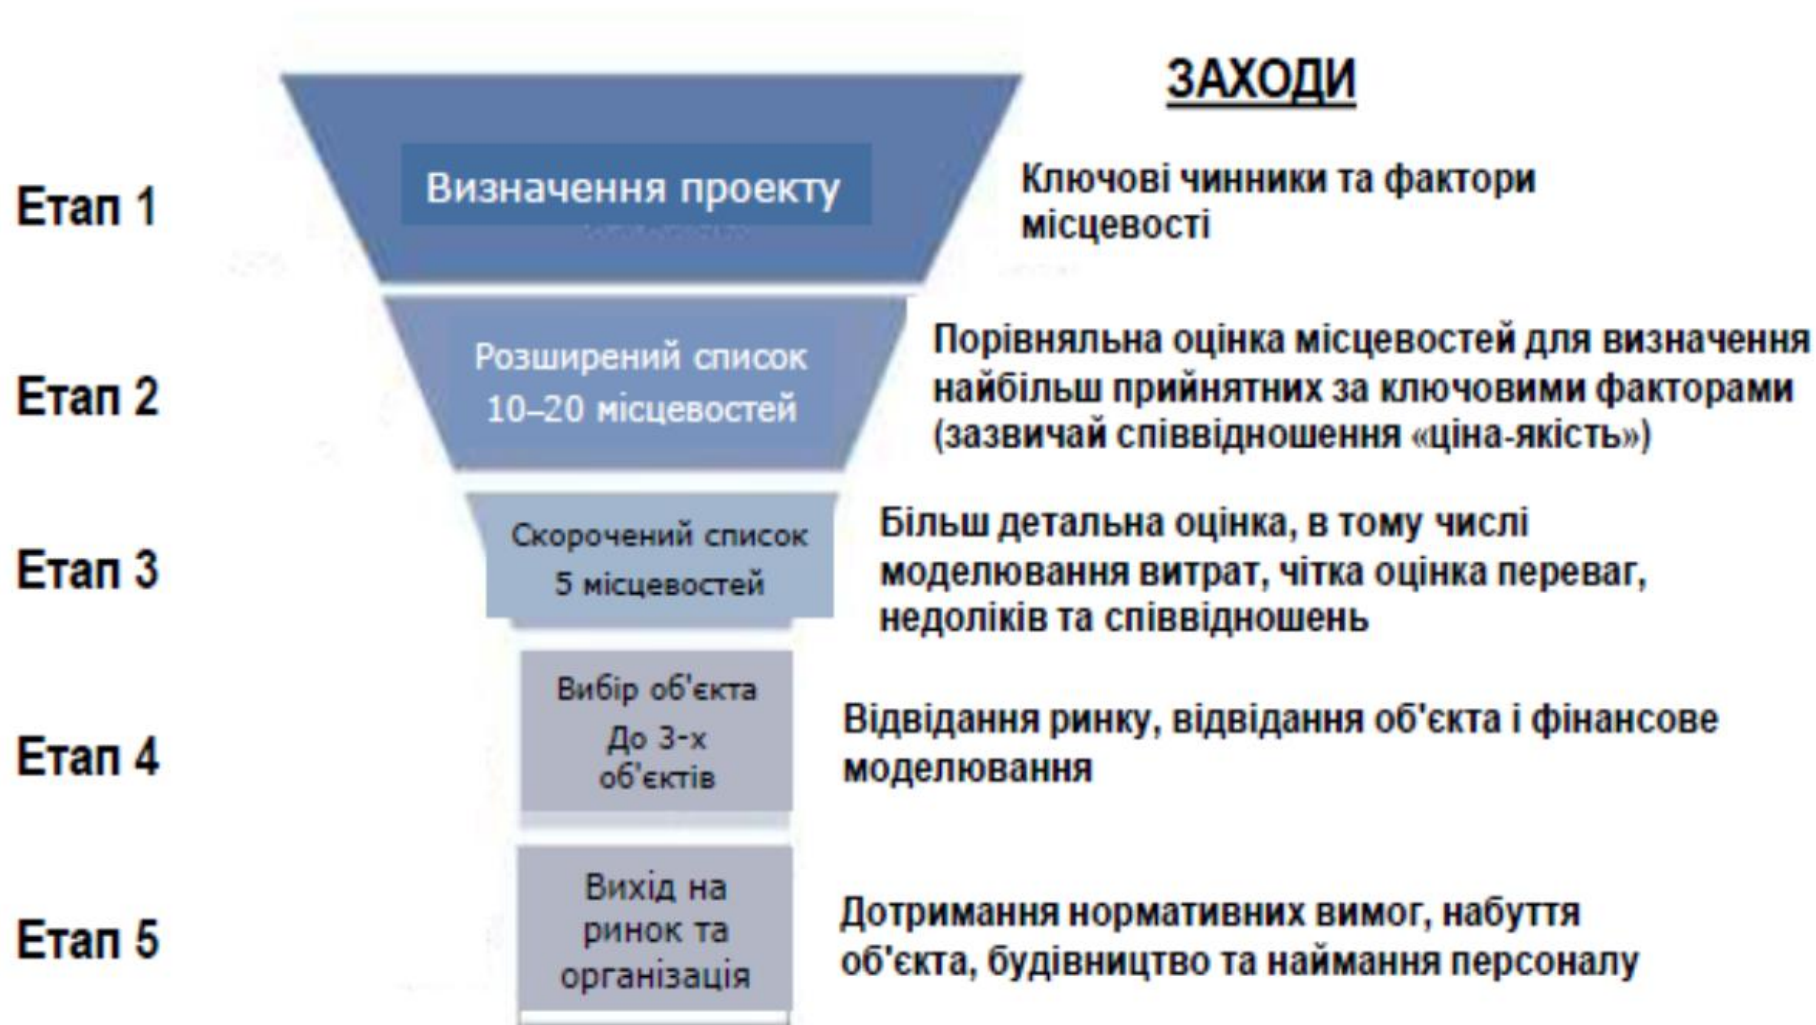 ЗАХОДИ
Етап 1
Визначення проекту
Ключові чинники та фактори
місцевості
Етап 2
Розширений список
10–20 місцевостей
Порівняльна оцінка місцевостей для визначення
найбільш прийнятних за ключовими факторами
(зазвичай співвідношення «ціна-якість»)
Етап 3
Скорочений список
5 місцевостей
Більш детальна оцінка, в тому числі
моделювання витрат, чітка оцінка переваг,
недоліків та співвідношень
Етап 4
Вибір об'єкта
До 3-х
об'єктів
Відвідання ринку, відвідання об'єкта і фінансове
моделювання
Етап 5
Вихід на
ринок та
організація
Дотримання нормативних вимог, набуття
об'єкта, будівництво та наймання персоналу